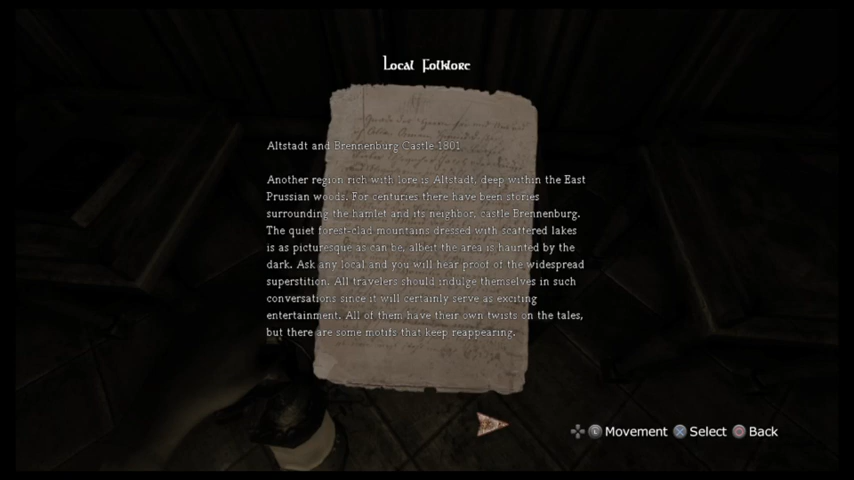 Local Folklore
Altstadt and Brennenburg Castle 1801
Another region rich with lore is Altstadt, deep within the East
Prussian woods. For centuries there have been stories
surrounding the hamlet and its neighbor, castle Brennenburg.
The quiet forest-clad mountains dressed with scattered lakes
is as picturesque as can be, albeit the area is haunted by the
dark. Ask any local and you will hear proof of the widespread
superstition. All travelers should indulge themselves in such
conversations since it will certainly serve as exciting
entertainment. All of them have their own twists on the tales,
but there are some motifs that keep reappearing.
L Movement Select Back